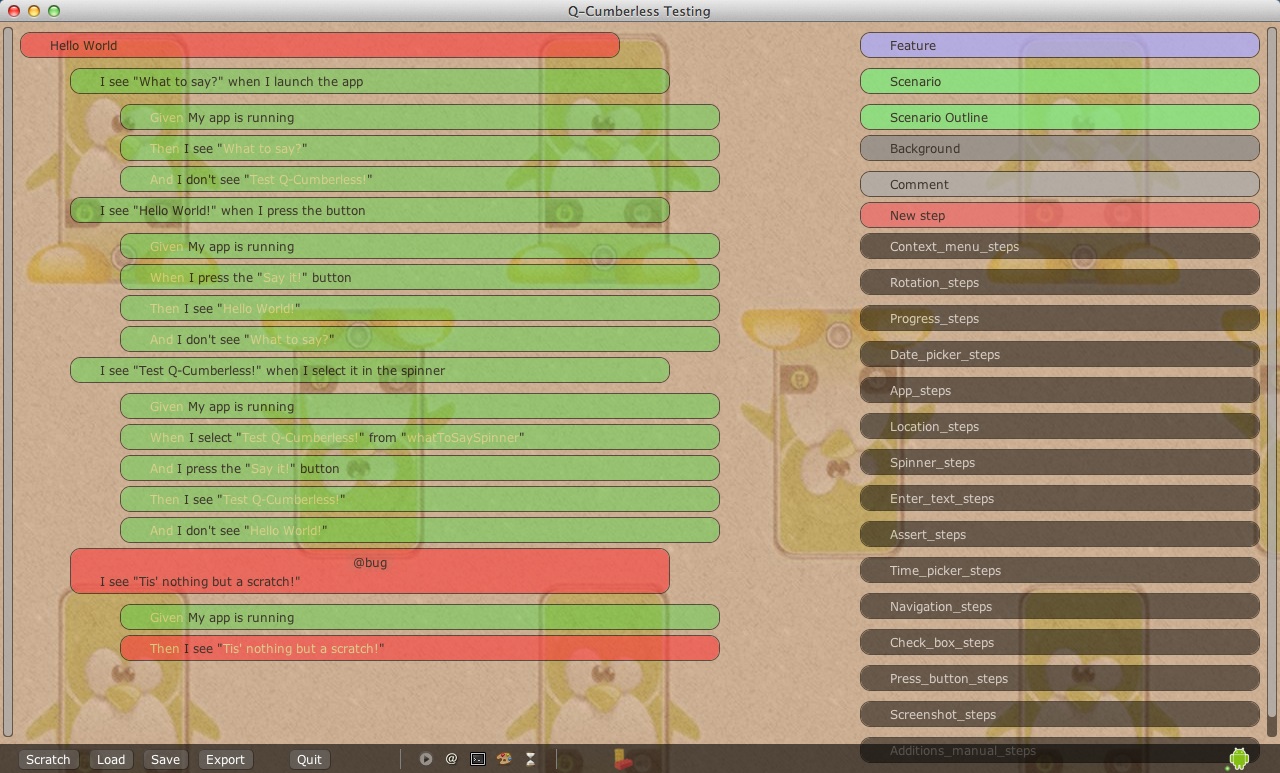 Q-Cumberless Testing
Hello World
I see "What to say?" when I launch the app
Given My app is running
Then I see "What to say?"
And I don't see "Test Q-Cumberless!"
I see "Hello World!" when I press the button
Given My app is running
When I press the "Say it!" button
Then I see "Hello World!"
And I don't see "What to say?"
I see "Test Q-Cumberless!" when I select it in the spinner
Given My app is running
When I select "Test Q-Cumberless!" from "whatToSaySpinner"
And I press the "Say it!" button
Then I see "Test Q-Cumberless!"
And I don't see "Hello World!"
@bug
I see "Tis' nothing but a scratch!"
Given My app is running
Then I see "Tis' nothing but a scratch!"
Feature
Scenario
Scenario Outline
Background
Comment
New step
Context_menu_steps
Rotation_steps
Progress_steps
Date_picker_steps
App_steps
Location_steps
Spinner_steps
Enter_text_steps
Assert_steps
Time_picker_steps
Navigation_steps
Check_box_steps
Press_button_steps
Screenshot_steps
Additions_manual_steps
Scratch Load Save Export Quit @